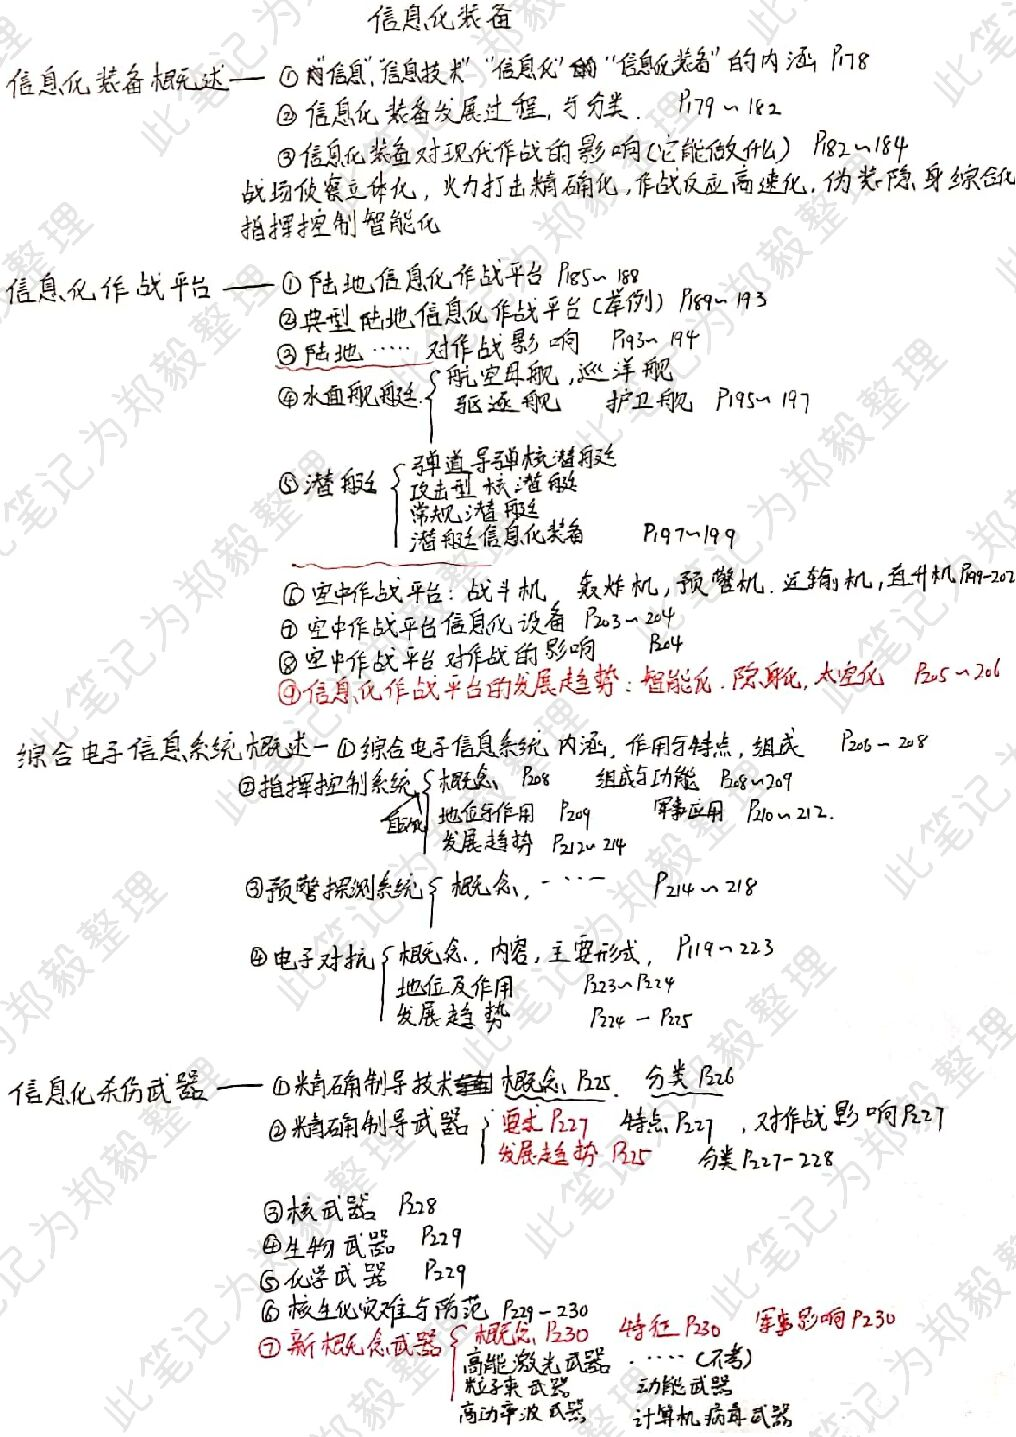 信息化装备
信息化装备概述 — ①"信息","信息技术""信息化""信息化装备"的内涵 P178
②信息化装备发展过程,与分类. P179~182
③信息化装备对现代作战的影响(它能做什么) P182~184
战场侦察立体化,火力打击精确化,作战反应高速化,伪装隐身综合化
指挥控制智能化
信息化作战平台 — ①陆地信息化作战平台 P185~188
②典型陆地信息化作战平台(举例) P189~193
③陆地……对作战影响 P193~194
④水面舰艇 航空母舰,巡洋舰
驱逐舰 护卫舰 P195~197
⑤潜艇 弹道导弹核潜艇
攻击型核潜艇
常规潜艇
潜艇信息化装备 P197~199
⑥空中作战平台:战斗机,轰炸机,预警机.运输机,直升机P199-202
⑦空中作战平台信息化设备 P203~204
⑧空中作战平台对作战的影响 P204
⑨信息化作战平台的发展趋势:智能化.隐身化,太空化 P205~206
综合电子信息系统概述 — ①综合电子信息系统内涵,作用与特点,组成 P206-208
②指挥控制系统 概念 P208 组成与功能 P208~209
地位与作用 P209 军事应用 P210~212.
发展趋势 P212~214
③预警探测系统 概念,…… P214~218
④电子对抗 概念,内容,主要形式, P119~223
地位及作用 P223~P224
发展趋势 P224-P225
信息化杀伤武器 — ①精确制导技术 概念 P225. 分类 P226
②精确制导武器 要求 P227 特点 P227,对作战影响P227
发展趋势 P225 分类 P227-228
③核武器 P228
④生物武器 P229
⑤化学武器 P229
⑥核生化灾难与防范 P229-230
⑦新概念武器 概念 P230 特征 P230 军事影响 P230
高能激光武器 ……(不考)
粒子束武器 动能武器
高功率波武器 计算机病毒武器
此笔记为郑毅整理